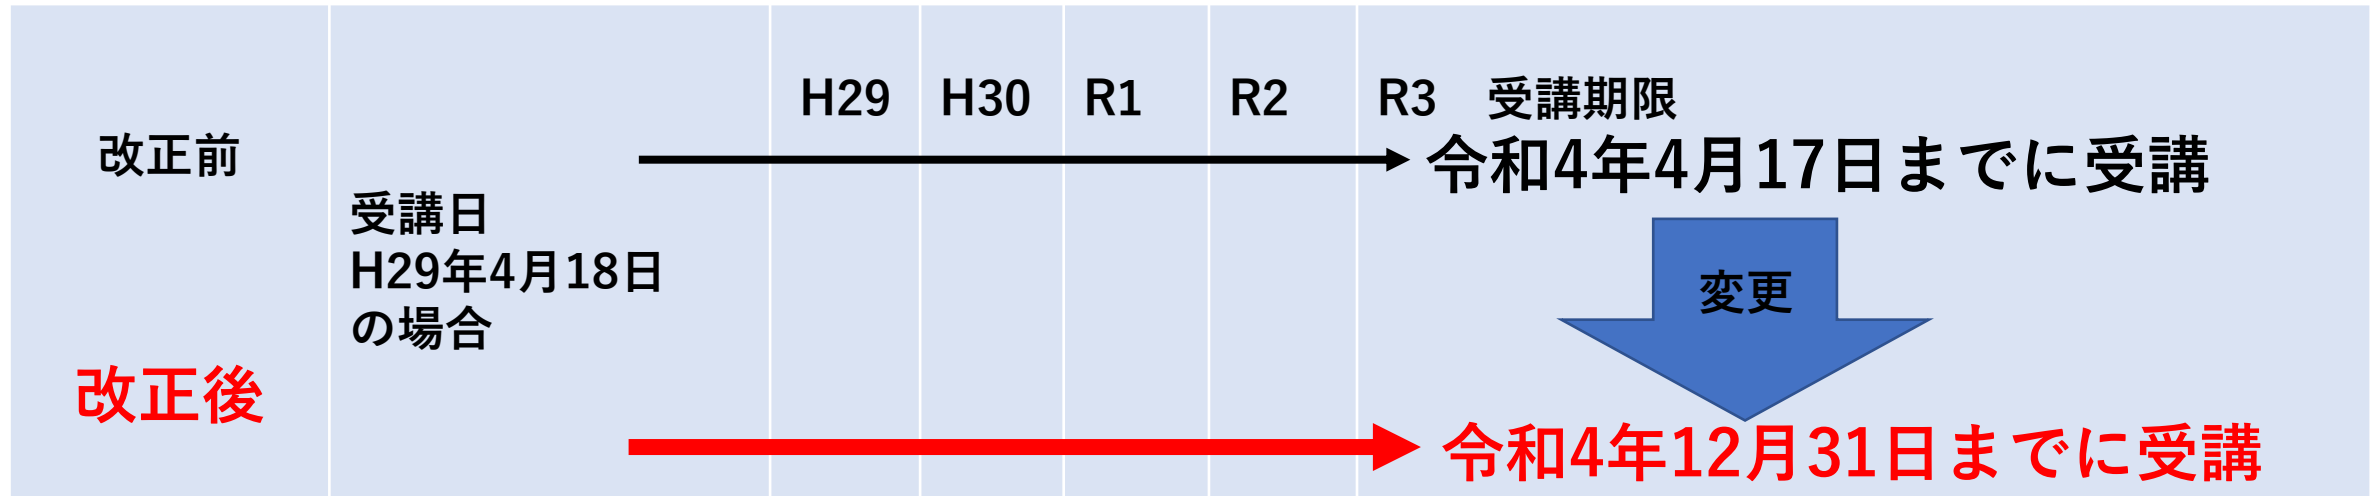 H29 H30 R1 R2 R3 受講期限
改正前
令和4年4月17日までに受講
受講日
H29年4月18日
の場合
変更
改正後
令和4年12月31日までに受講